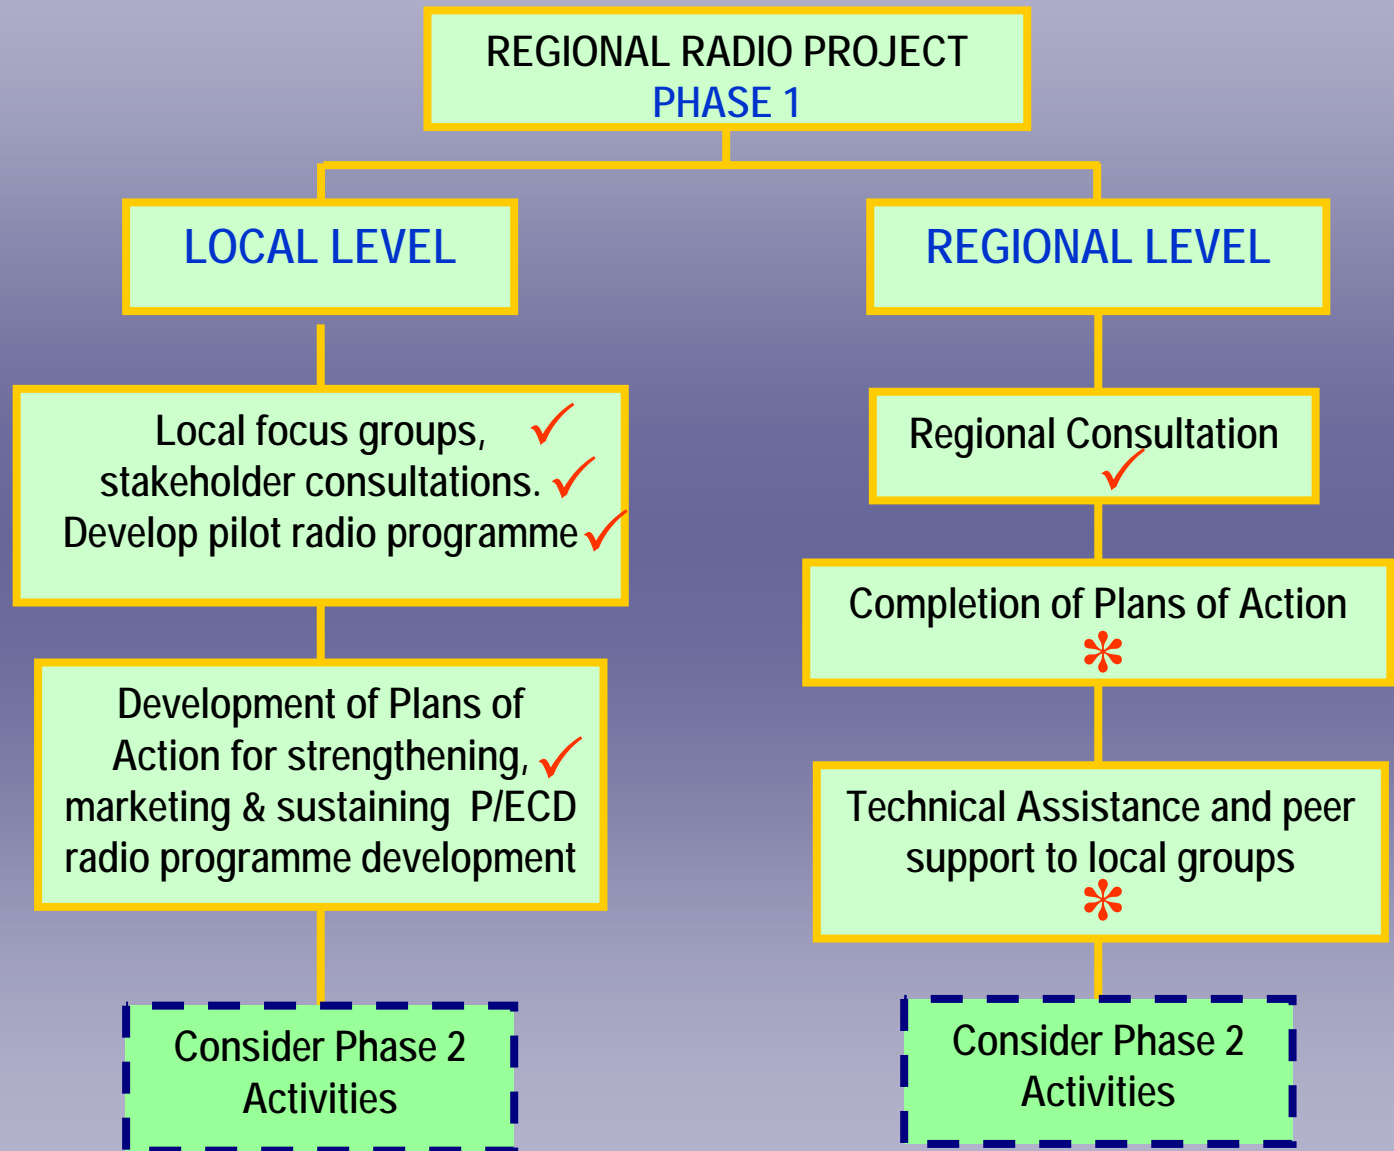 REGIONAL RADIO PROJECT
PHASE 1
LOCAL LEVEL
Local focus groups, ✓
stakeholder consultations. ✓
Develop pilot radio programme ✓
Development of Plans of
Action for strengthening, ✓
marketing & sustaining P/ECD
radio programme development
Consider Phase 2
Activities
REGIONAL LEVEL
Regional Consultation
✓
Completion of Plans of Action
*
Technical Assistance and peer
support to local groups
*
Consider Phase 2
Activities